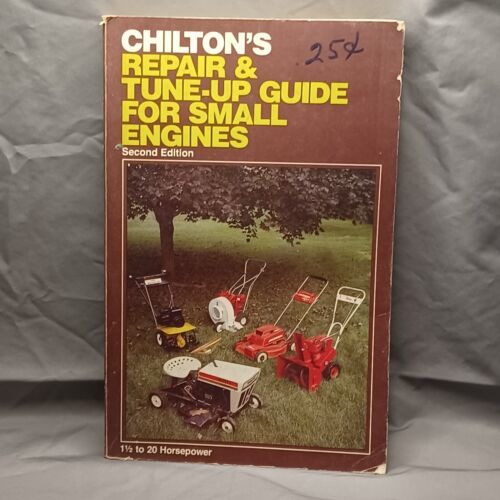 CHILTON'S
25¢
REPAIR &
TUNE-UP GUIDE
FOR SMALL
ENGINES
Second Edition
1½ to 20 Horsepower